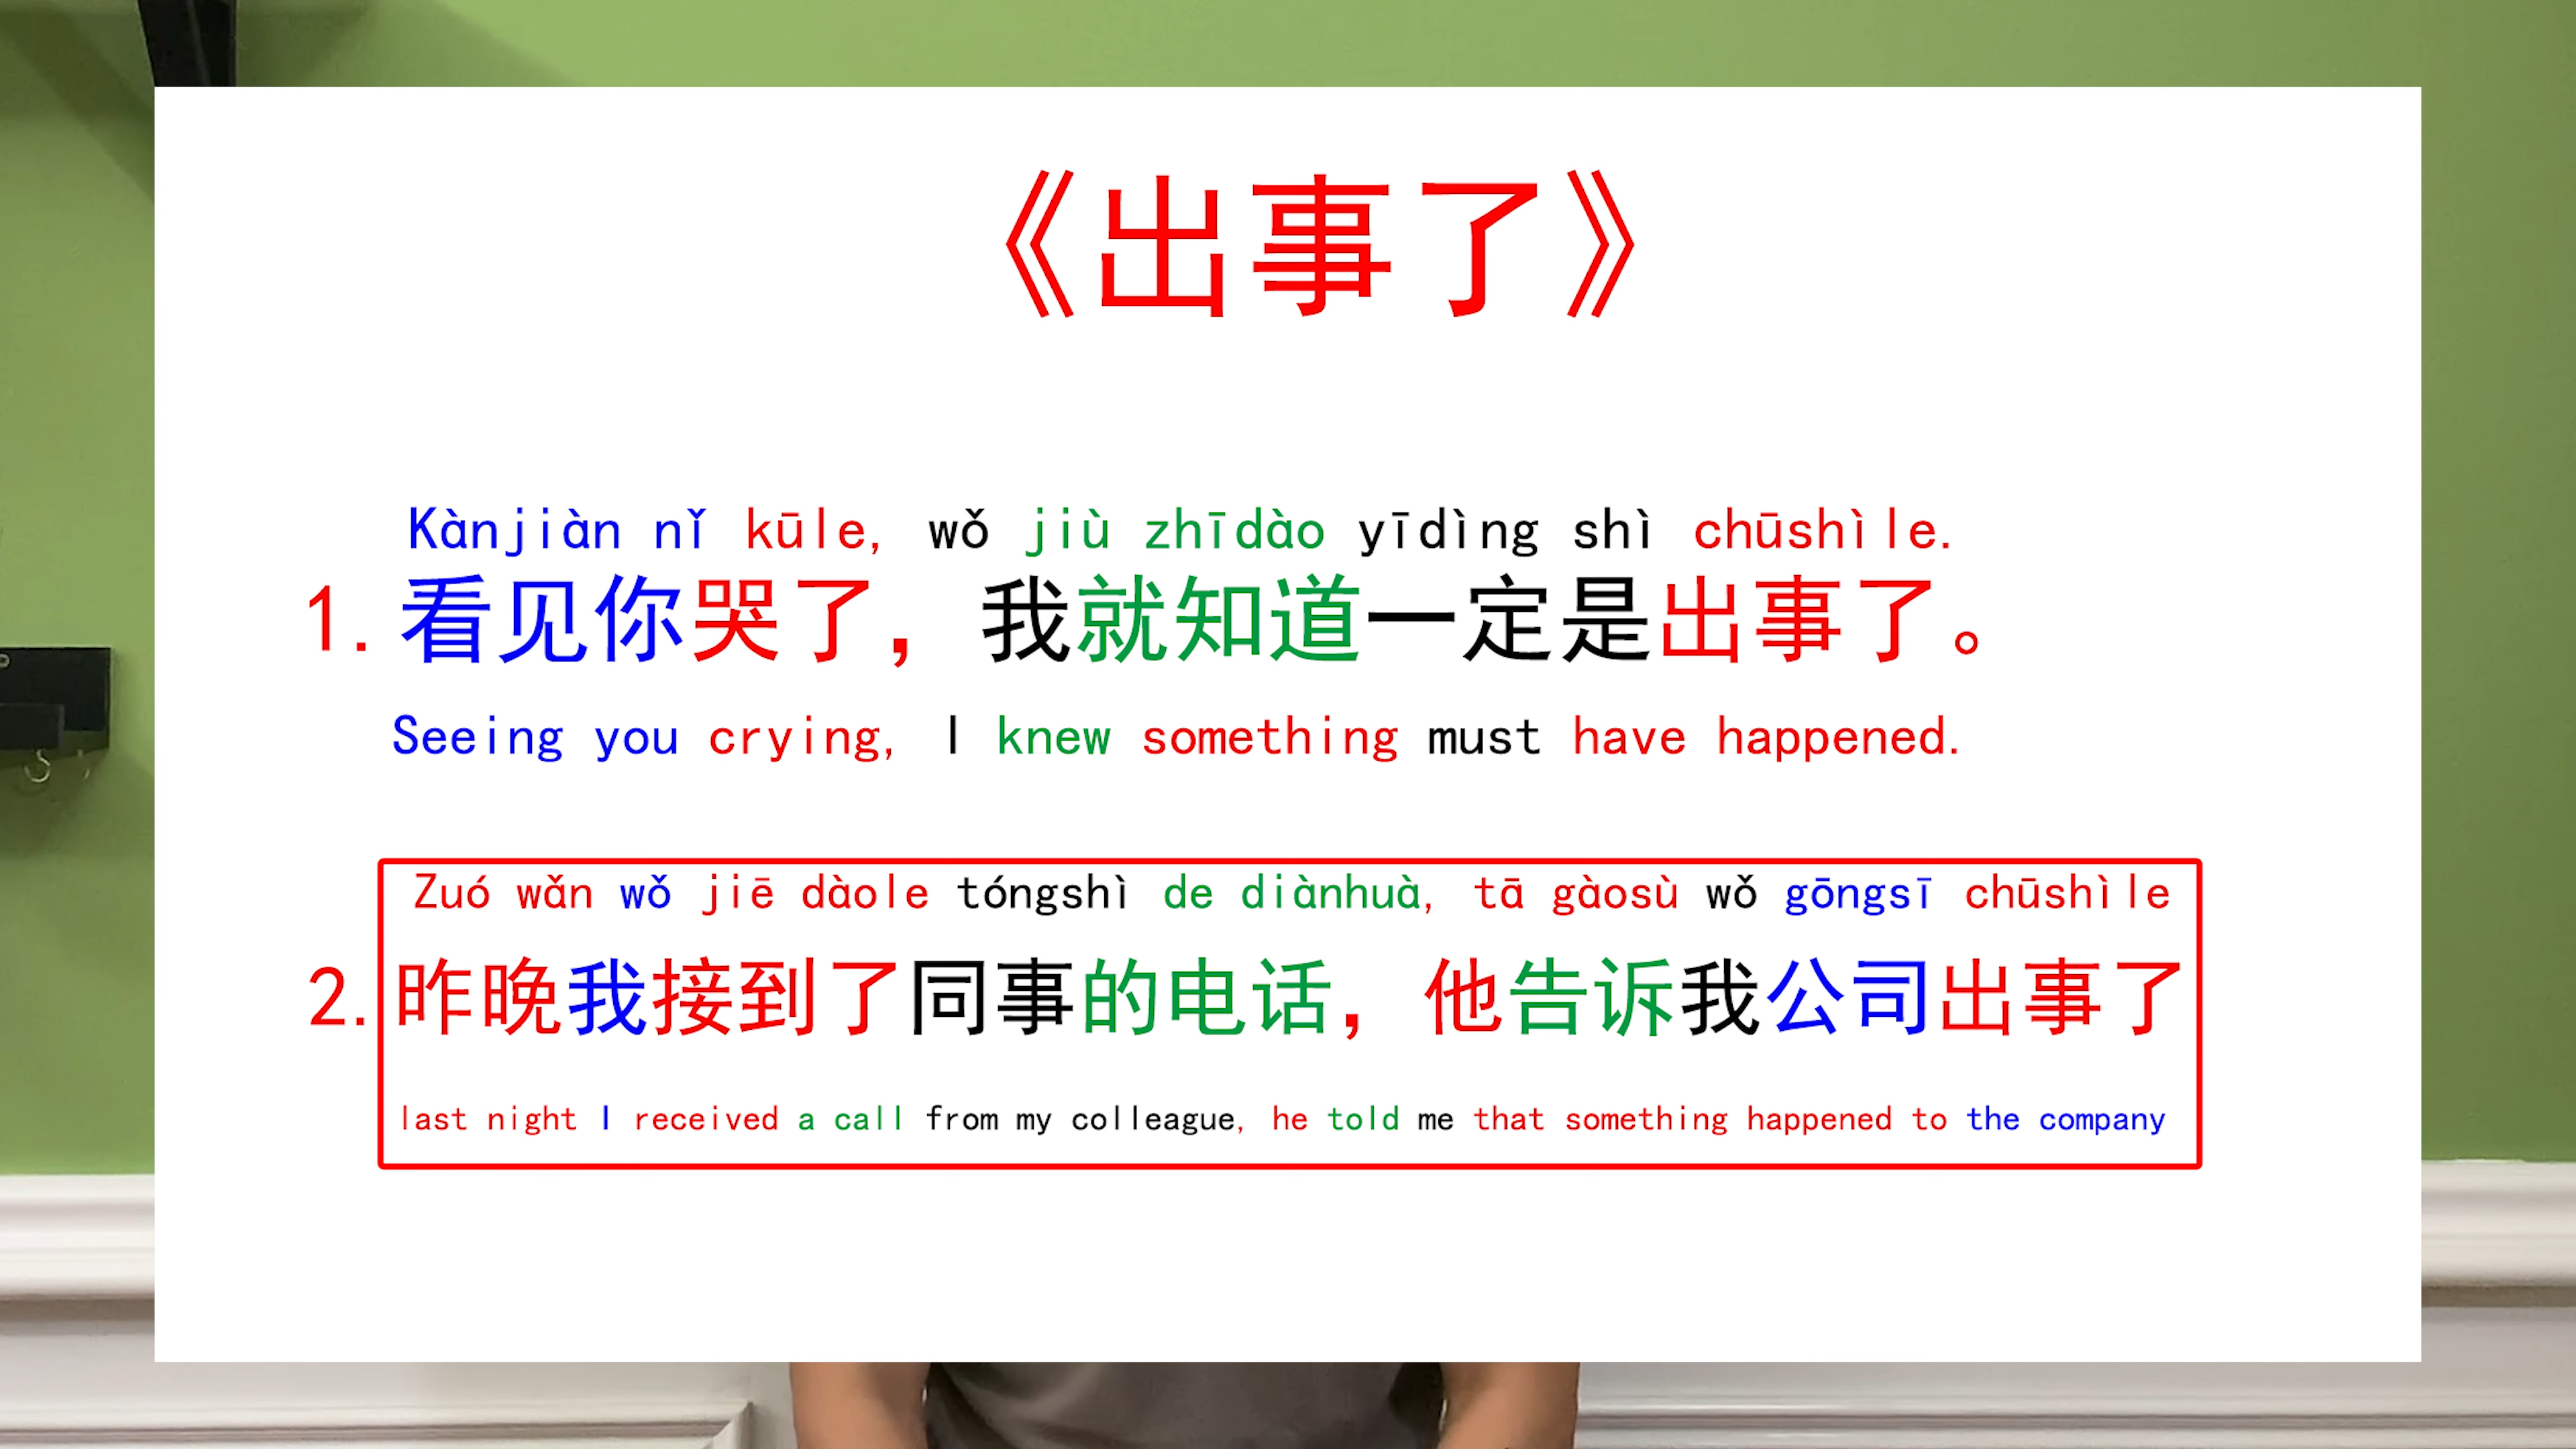 《出事了》
Kànjiàn nǐ kūle, wǒ jiù zhīdào yīdìng shì chūshìle.
1. 看见你哭了，我就知道一定是出事了。
Seeing you crying, I knew something must have happened.
Zuó wǎn wǒ jiē dàole tóngshì de diànhuà, tā gàosù wǒ gōngsī chūshìle
2. 昨晚我接到了同事的电话，他告诉我公司出事了
last night I received a call from my colleague, he told me that something happened to the company